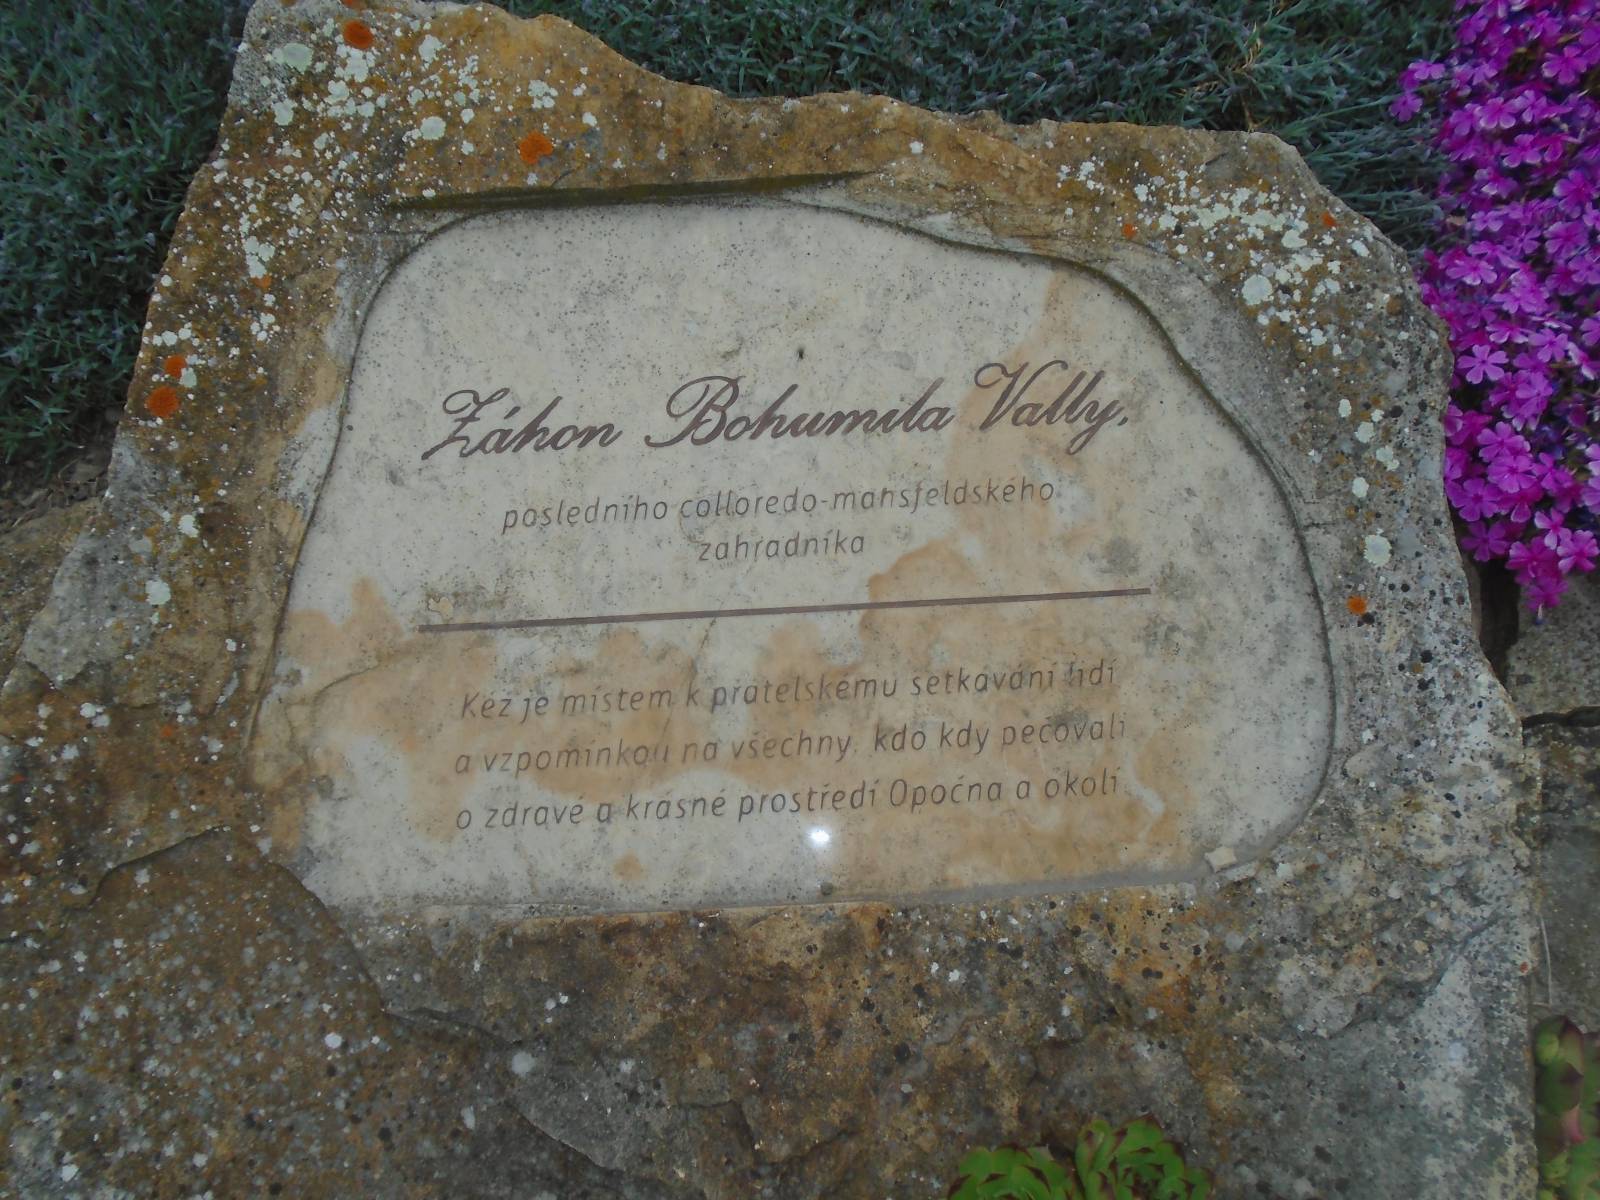 Záhon Bohumila Vally,
posledního colloredo-mansfeldského
zahradníka
Kéž je místem k přátelskému setkávání lidí
a vzpomínkou na všechny, kdo kdy pečovali
o zdravé a krásné prostředí Opočna a okolí.